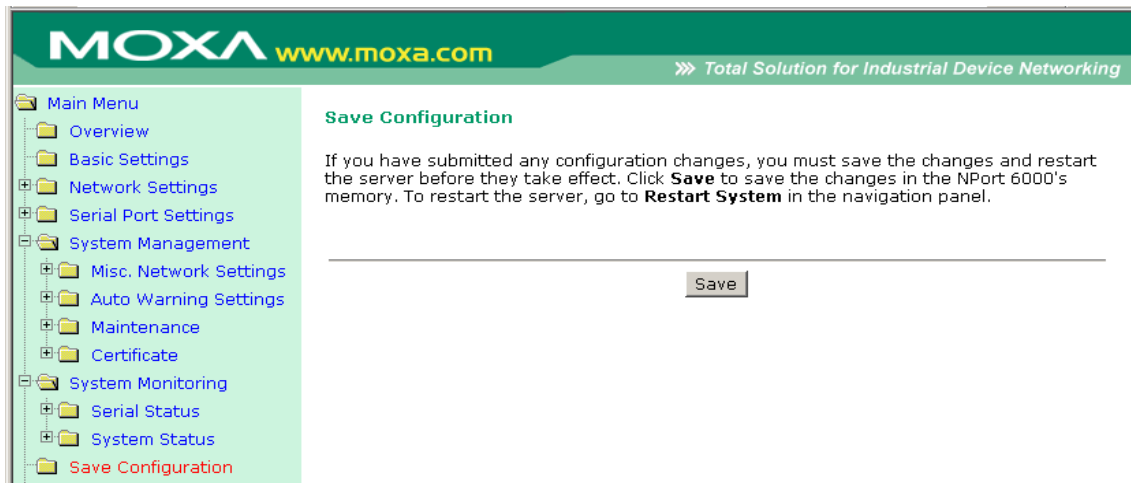 MOXA www.moxa.com
Total Solution for Industrial Device Networking
Main Menu
Overview
Basic Settings
Network Settings
Serial Port Settings
System Management
Misc. Network Settings
Auto Warning Settings
Maintenance
Certificate
System Monitoring
Serial Status
System Status
Save Configuration
Save Configuration
If you have submitted any configuration changes, you must save the changes and restart
the server before they take effect. Click Save to save the changes in the NPort 6000's
memory. To restart the server, go to Restart System in the navigation panel.
Save